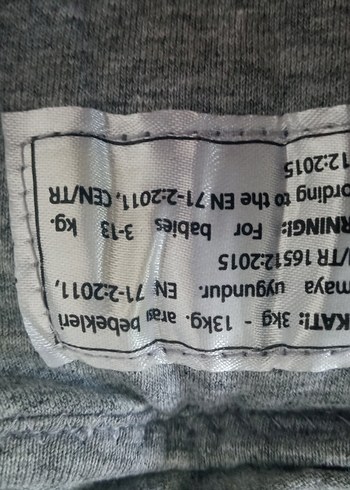 KAT!: 3kg - 13kg. arası bebekleri
maya uygundur. EN 71-2:2011,
/TR 16512:2015
RNING!: For babies 3-13 kg.
ording to the EN 71-2:2011, CEN/TR
12:2015